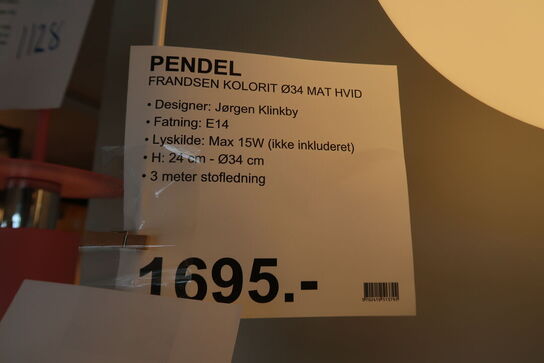 1128
PENDEL
FRANDSEN KOLORIT Ø34 MAT HVID
• Designer: Jørgen Klinkby
• Fatning: E14
• Lyskilde: Max 15W (ikke inkluderet)
• H: 24 cm - Ø34 cm
• 3 meter stofledning
1695.-